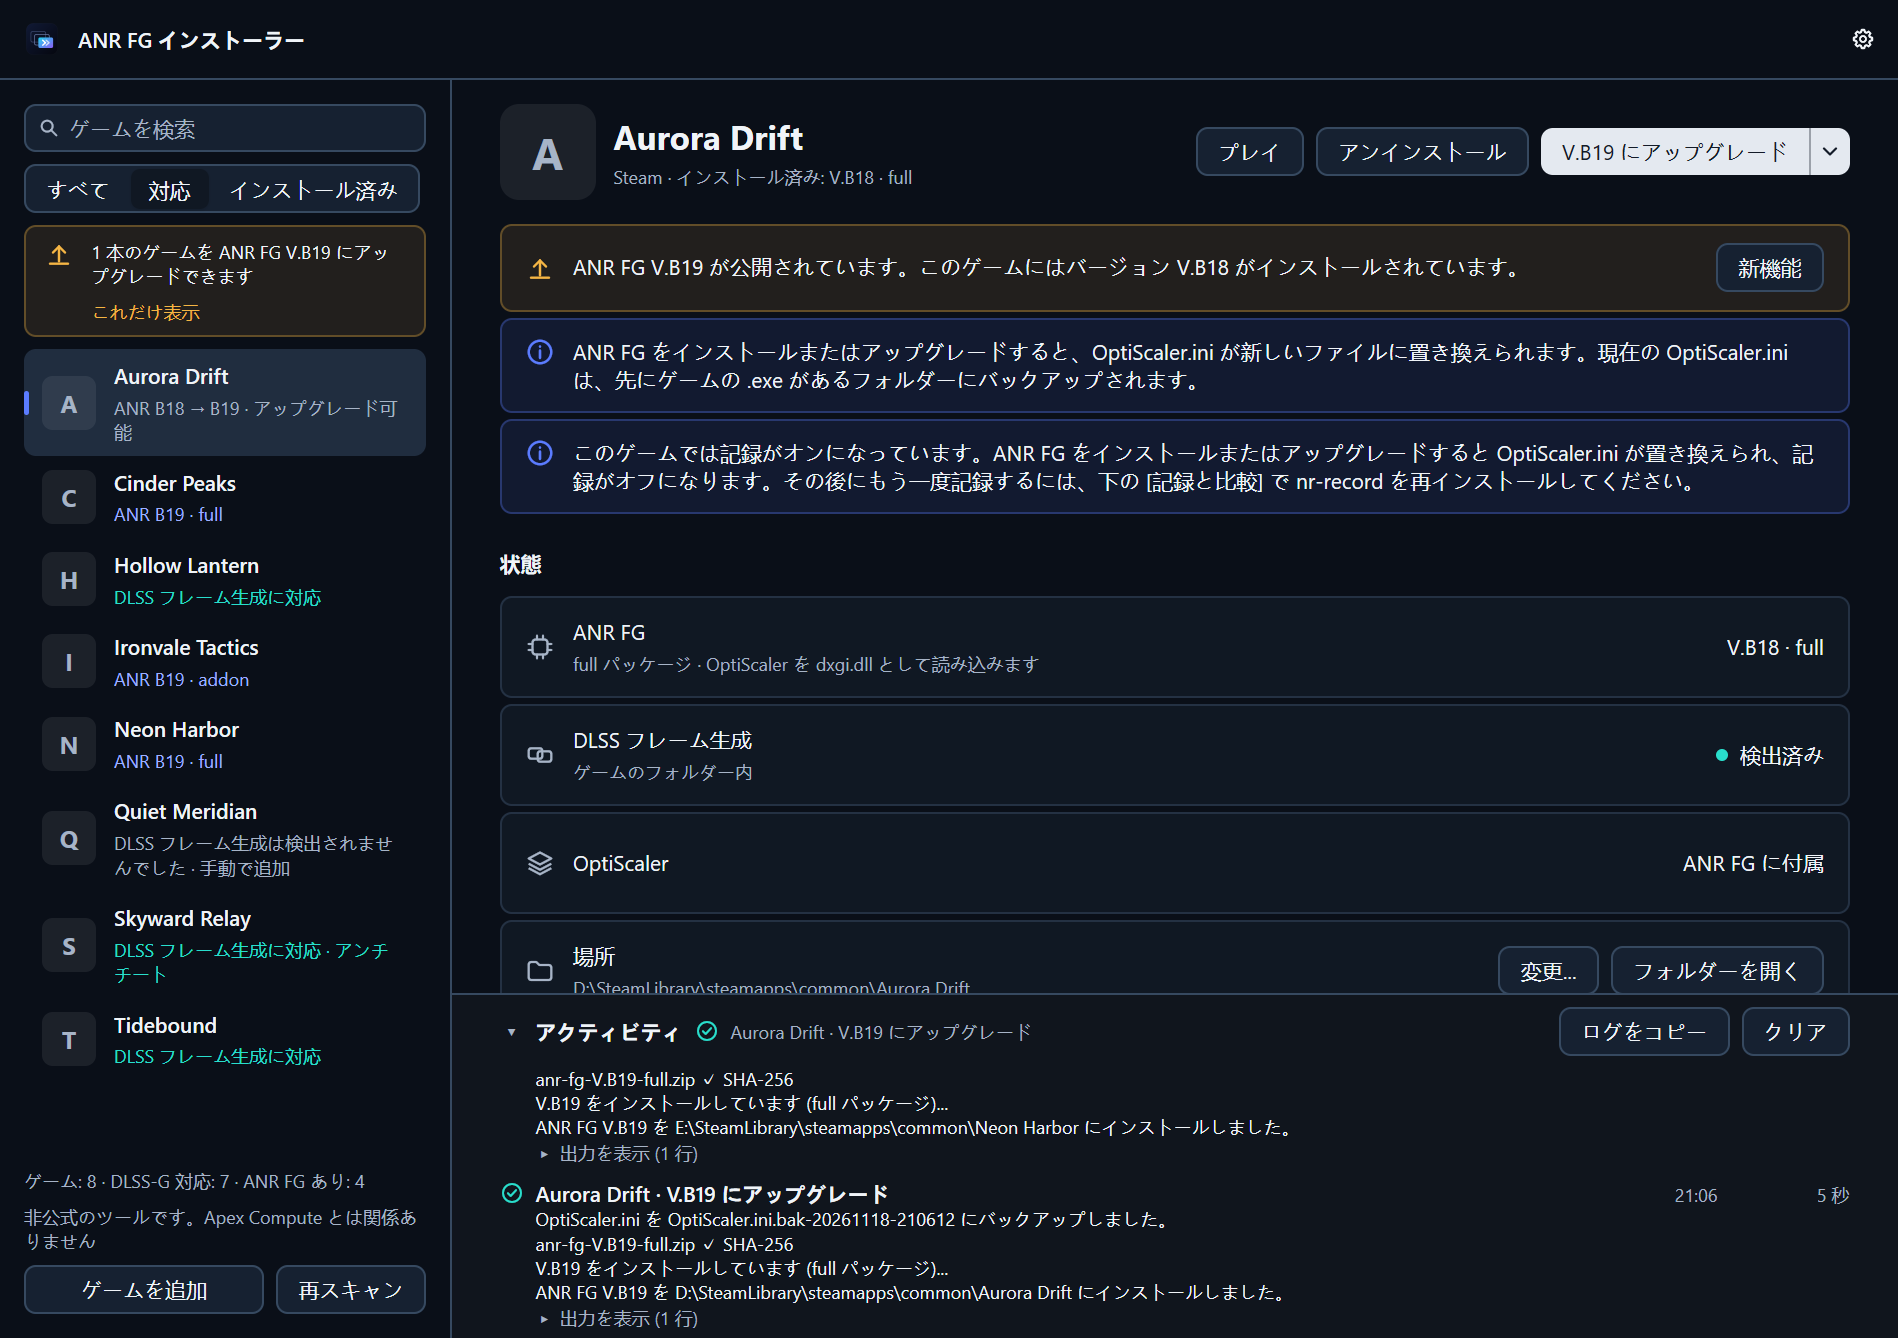 ANR FG インストーラー
ゲームを検索
すべて 対応 インストール済み
1 本のゲームを ANR FG V.B19 にアッ
プグレードできます
これだけ表示
A
Aurora Drift
ANR B18 → B19 · アップグレード可
能
C
Cinder Peaks
ANR B19 · full
H
Hollow Lantern
DLSS フレーム生成に対応
I
Ironvale Tactics
ANR B19 · addon
N
Neon Harbor
ANR B19 · full
Q
Quiet Meridian
DLSS フレーム生成は検出されませ
んでした · 手動で追加
S
Skyward Relay
DLSS フレーム生成に対応 · アンチ
チート
T
Tidebound
DLSS フレーム生成に対応
ゲーム: 8 · DLSS-G 対応: 7 · ANR FG あり: 4
非公式のツールです。Apex Compute とは関係あ
りません
ゲームを追加 再スキャン
A
Aurora Drift
Steam · インストール済み: V.B18 · full
プレイ アンインストール V.B19 にアップグレード
ANR FG V.B19 が公開されています。このゲームにはバージョン V.B18 がインストールされています。
新機能
ANR FG をインストールまたはアップグレードすると、OptiScaler.ini が新しいファイルに置き換えられます。現在の OptiScaler.ini
は、先にゲームの .exe があるフォルダーにバックアップされます。
このゲームでは記録がオンになっています。ANR FG をインストールまたはアップグレードすると OptiScaler.ini が置き換えられ、記
録がオフになります。その後にもう一度記録するには、下の [記録と比較] で nr-record を再インストールしてください。
状態
ANR FG
full パッケージ · OptiScaler を dxgi.dll として読み込みます
V.B18 · full
DLSS フレーム生成
ゲームのフォルダー内
検出済み
OptiScaler
ANR FG に付属
場所
D:\SteamLibrary\steamapps\common\Aurora Drift
変更... フォルダーを開く
アクティビティ Aurora Drift · V.B19 にアップグレード
ログをコピー クリア
anr-fg-V.B19-full.zip ✓ SHA-256
V.B19 をインストールしています (full パッケージ)...
ANR FG V.B19 を E:\SteamLibrary\steamapps\common\Neon Harbor にインストールしました。
出力を表示 (1 行)
Aurora Drift · V.B19 にアップグレード 21:06 5 秒
OptiScaler.ini を OptiScaler.ini.bak-20261118-210612 にバックアップしました。
anr-fg-V.B19-full.zip ✓ SHA-256
V.B19 をインストールしています (full パッケージ)...
ANR FG V.B19 を D:\SteamLibrary\steamapps\common\Aurora Drift にインストールしました。
出力を表示 (1 行)